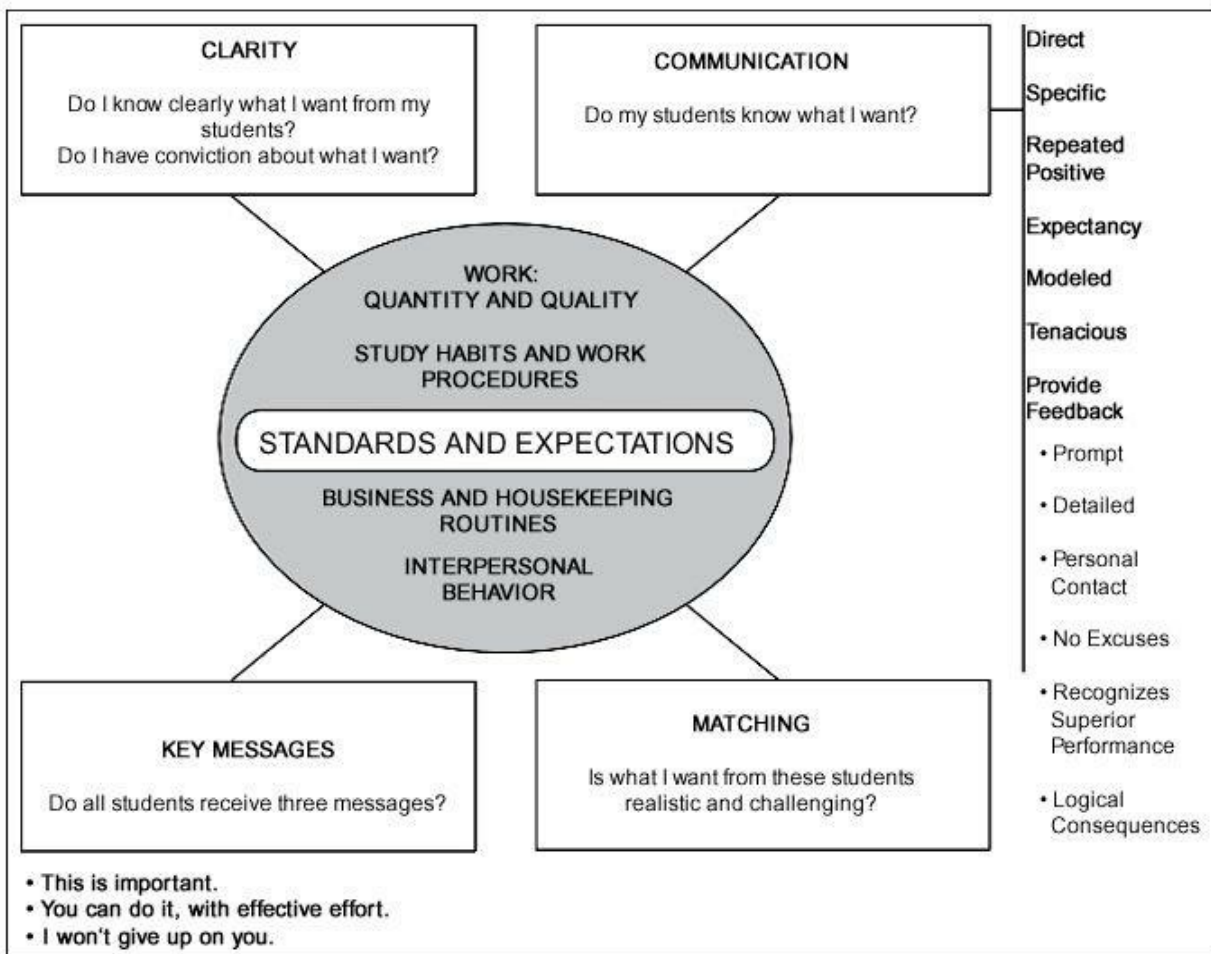 CLARITY
Do I know clearly what I want from my
students?
Do I have conviction about what I want?
COMMUNICATION
Do my students know what I want?
Direct
Specific
Repeated
Positive
Expectancy
Modeled
Tenacious
Provide
Feedback
• Prompt
• Detailed
• Personal
Contact
• No Excuses
• Recognizes
Superior
Performance
• Logical
Consequences
WORK:
QUANTITY AND QUALITY
STUDY HABITS AND WORK
PROCEDURES
STANDARDS AND EXPECTATIONS
BUSINESS AND HOUSEKEEPING
ROUTINES
INTERPERSONAL
BEHAVIOR
KEY MESSAGES
Do all students receive three messages?
MATCHING
Is what I want from these students
realistic and challenging?
• This is important.
• You can do it, with effective effort.
• I won't give up on you.